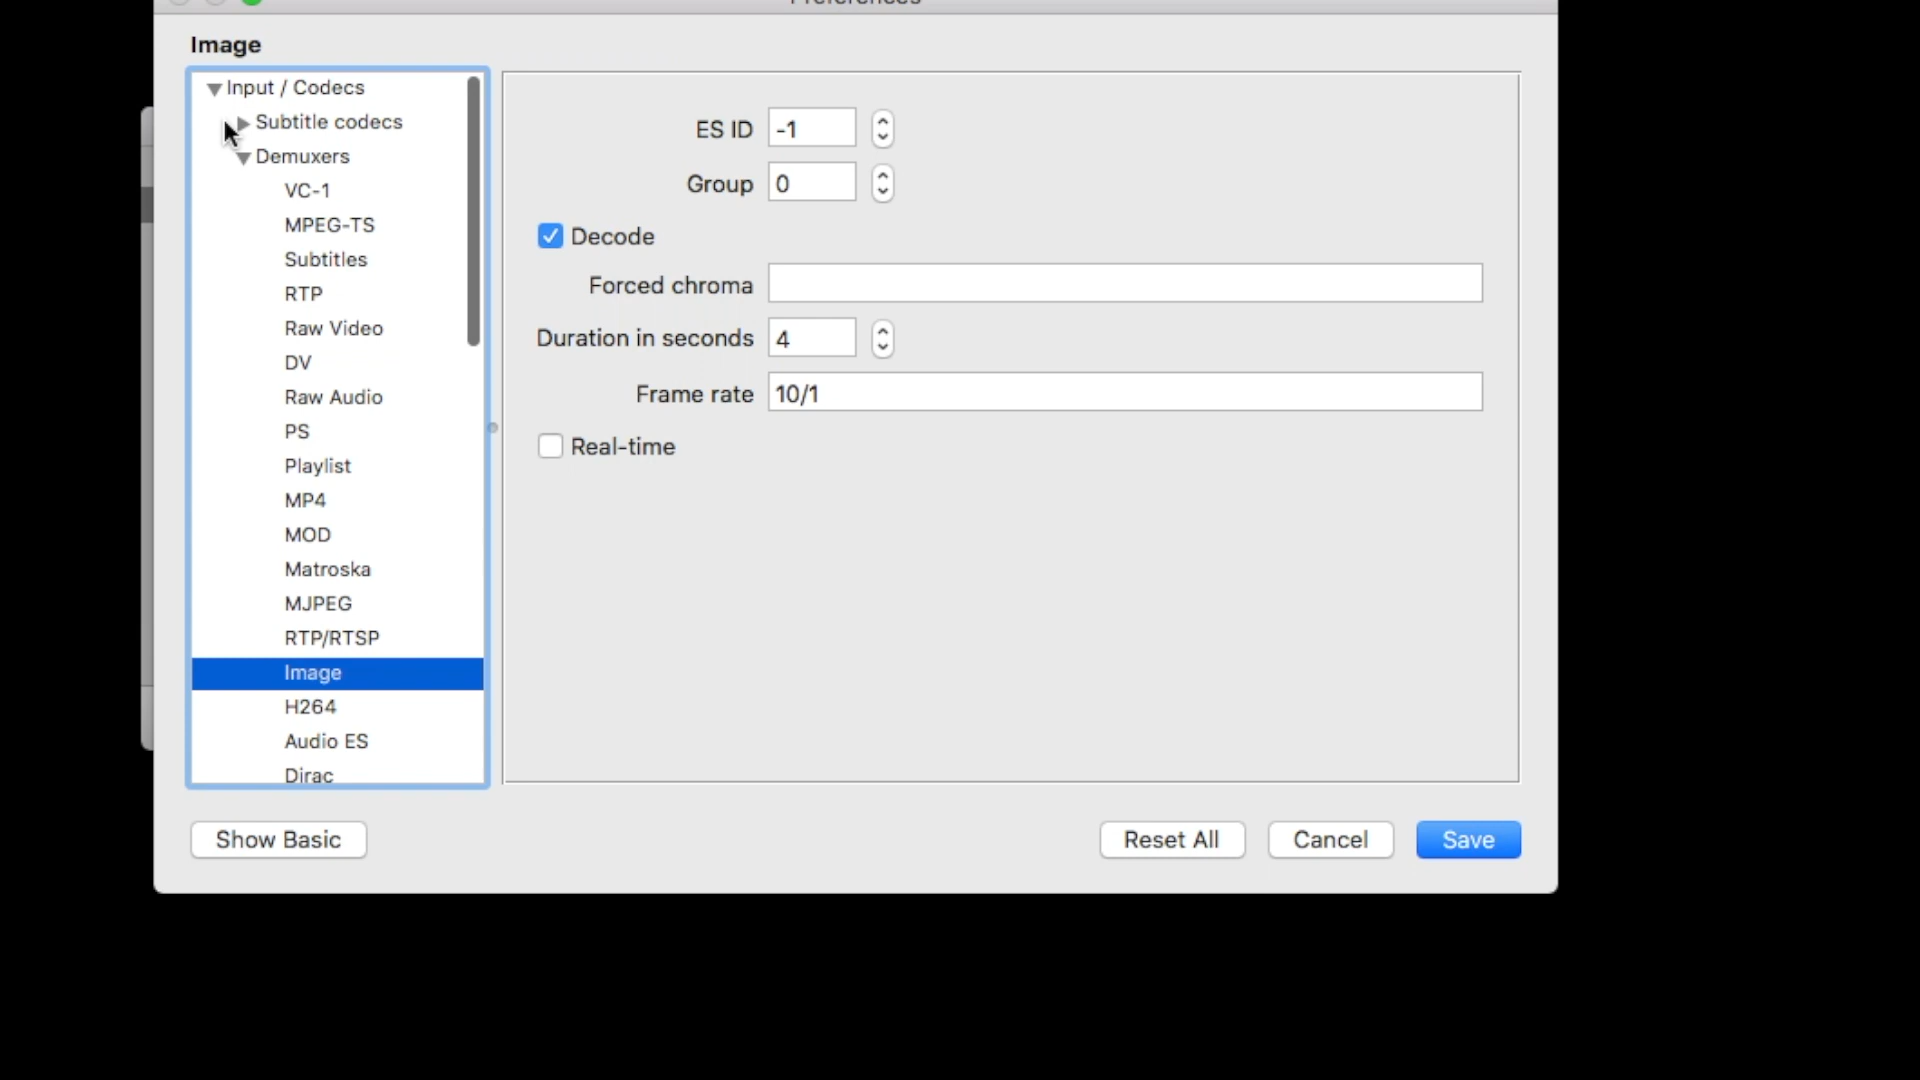 Preferences
Image
Input / Codecs
Subtitle codecs
Demuxers
VC-1
MPEG-TS
Subtitles
RTP
Raw Video
DV
Raw Audio
PS
Playlist
MP4
MOD
Matroska
MJPEG
RTP/RTSP
Image
H264
Audio ES
Dirac
ES ID -1
Group 0
Decode
Forced chroma
Duration in seconds 4
Frame rate 10/1
Real-time
Show Basic
Reset All
Cancel
Save